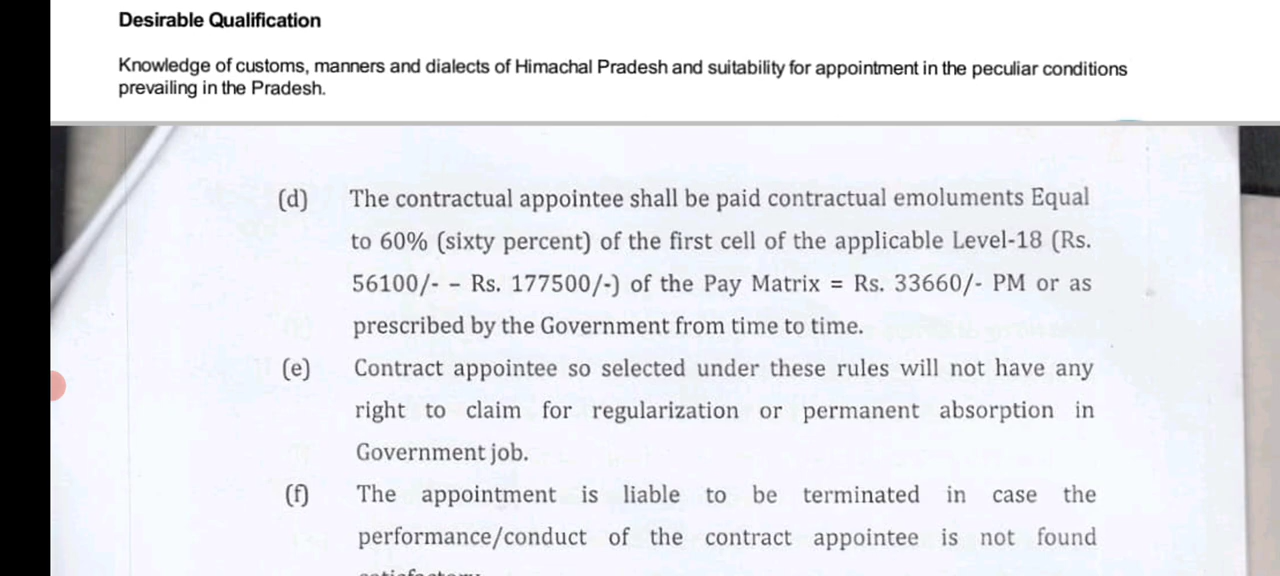 Desirable Qualification
Knowledge of customs, manners and dialects of Himachal Pradesh and suitability for appointment in the peculiar conditions
prevailing in the Pradesh.
(d) The contractual appointee shall be paid contractual emoluments Equal
to 60% (sixty percent) of the first cell of the applicable Level-18 (Rs.
56100/- – Rs. 177500/-) of the Pay Matrix = Rs. 33660/- PM or as
prescribed by the Government from time to time.
(e) Contract appointee so selected under these rules will not have any
right to claim for regularization or permanent absorption in
Government job.
(f) The appointment is liable to be terminated in case the
performance/conduct of the contract appointee is not found